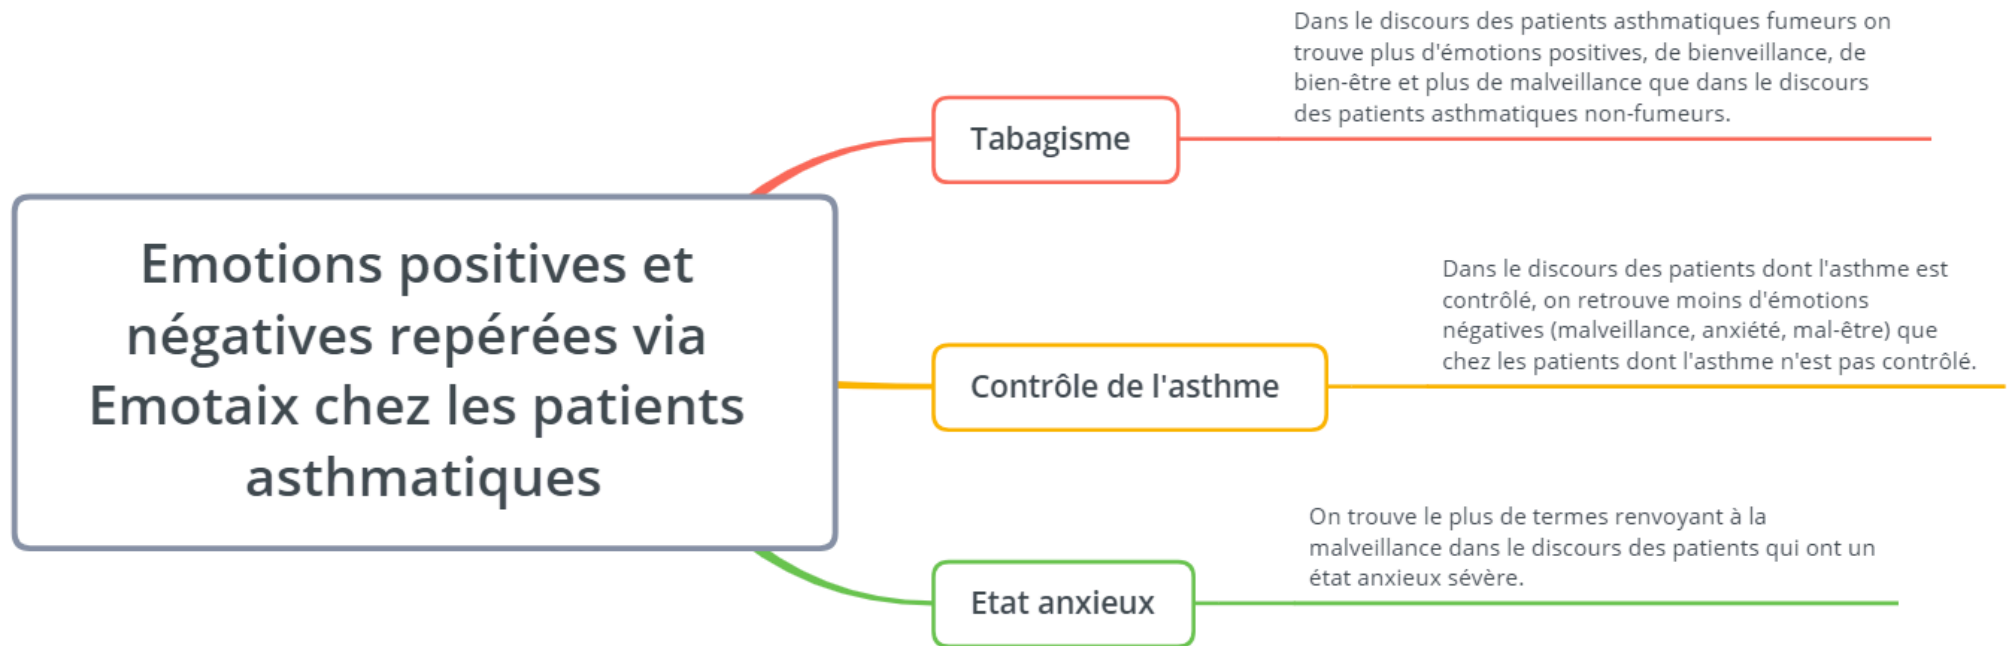 Emotions positives et
négatives repérées via
Emotaix chez les patients
asthmatiques
Tabagisme
Dans le discours des patients asthmatiques fumeurs on
trouve plus d'émotions positives, de bienveillance, de
bien-être et plus de malveillance que dans le discours
des patients asthmatiques non-fumeurs.
Contrôle de l'asthme
Dans le discours des patients dont l'asthme est
contrôlé, on retrouve moins d'émotions
négatives (malveillance, anxiété, mal-être) que
chez les patients dont l'asthme n'est pas contrôlé.
Etat anxieux
On trouve le plus de termes renvoyant à la
malveillance dans le discours des patients qui ont un
état anxieux sévère.